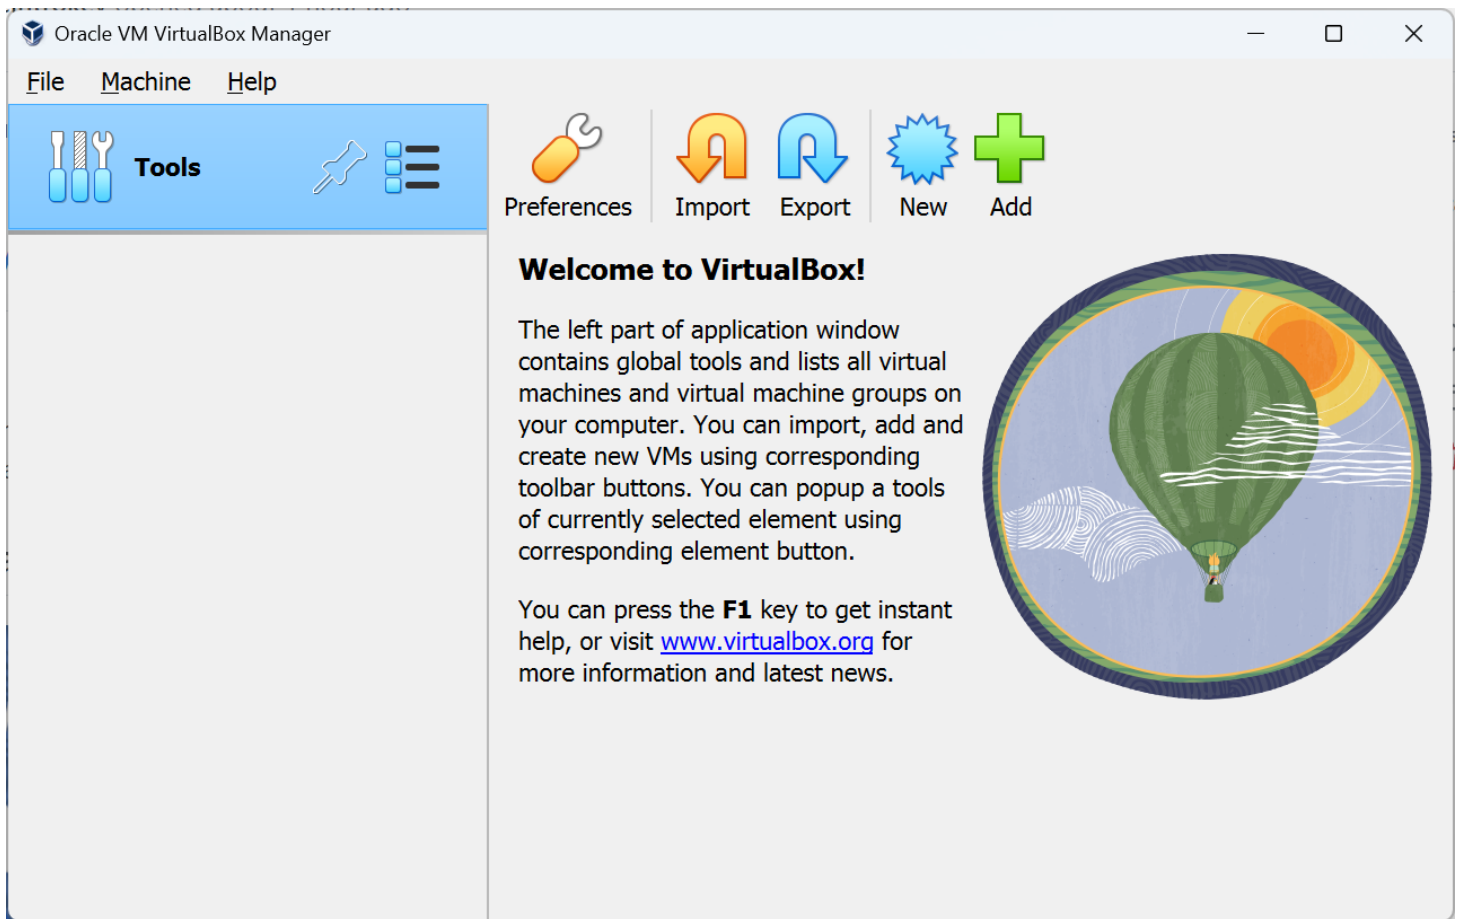 Oracle VM VirtualBox Manager
File Machine Help
Tools
Preferences Import Export New Add
Welcome to VirtualBox!
The left part of application window
contains global tools and lists all virtual
machines and virtual machine groups on
your computer. You can import, add and
create new VMs using corresponding
toolbar buttons. You can popup a tools
of currently selected element using
corresponding element button.
You can press the F1 key to get instant
help, or visit www.virtualbox.org for
more information and latest news.